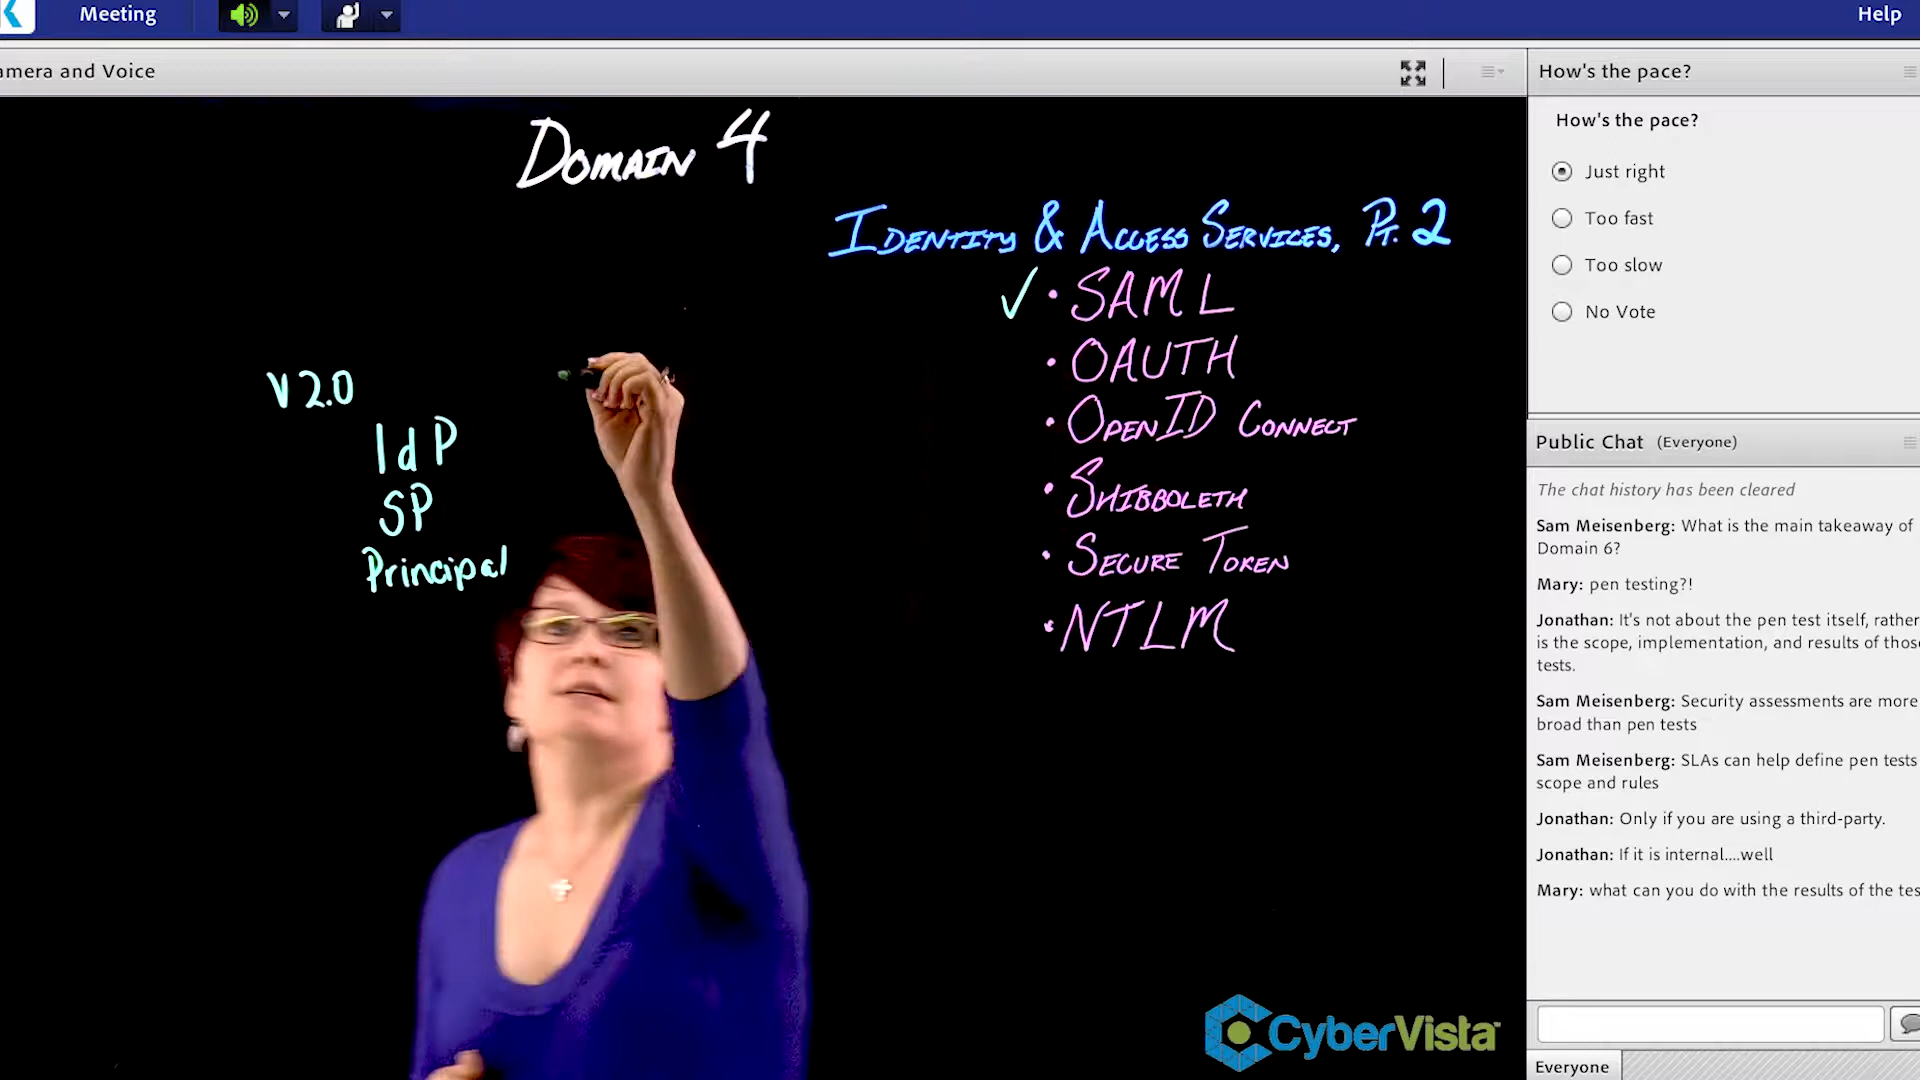 Meeting
Help
amera and Voice
How's the pace?
DOMAIN 4
IDENTITY & ACCESS SERVICES, PT. 2
✓ • SAML
• OAUTH
• OPENID CONNECT
• SHIBBOLETH
• SECURE TOKEN
• NTLM
V 2.0
IdP
SP
Principal
CyberVista
How's the pace?
Just right
Too fast
Too slow
No Vote
Public Chat (Everyone)
The chat history has been cleared
Sam Meisenberg: What is the main takeaway of
Domain 6?
Mary: pen testing?!
Jonathan: It's not about the pen test itself, rather
is the scope, implementation, and results of thos
tests.
Sam Meisenberg: Security assessments are more
broad than pen tests
Sam Meisenberg: SLAs can help define pen tests
scope and rules
Jonathan: Only if you are using a third-party.
Jonathan: If it is internal....well
Mary: what can you do with the results of the tes
Everyone